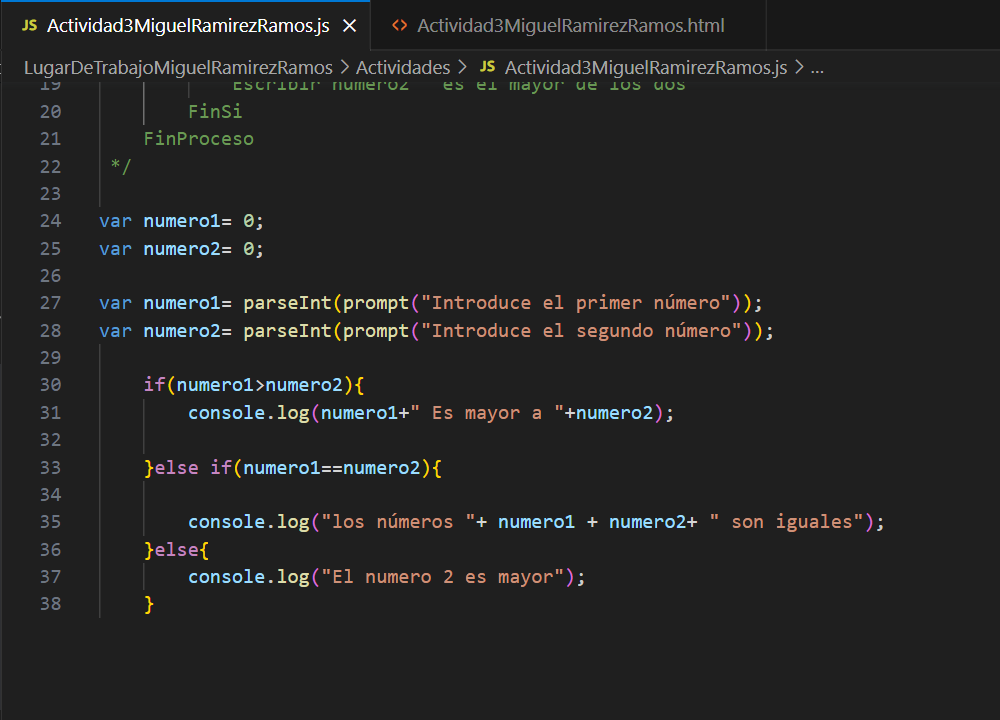 JS Actividad3MiguelRamirezRamos.js × <> Actividad3MiguelRamirezRamos.html
LugarDeTrabajoMiguelRamirezRamos > Actividades > JS Actividad3MiguelRamirezRamos.js > ...
19 Escribir numero2 " es el mayor de los dos"
20 FinSi
21 FinProceso
22 */
23
24 var numero1= 0;
25 var numero2= 0;
26
27 var numero1= parseInt(prompt("Introduce el primer número"));
28 var numero2= parseInt(prompt("Introduce el segundo número"));
29
30 if(numero1>numero2){
31 console.log(numero1+" Es mayor a "+numero2);
32
33 }else if(numero1==numero2){
34
35 console.log("los números "+ numero1 + numero2+ " son iguales");
36 }else{
37 console.log("El numero 2 es mayor");
38 }